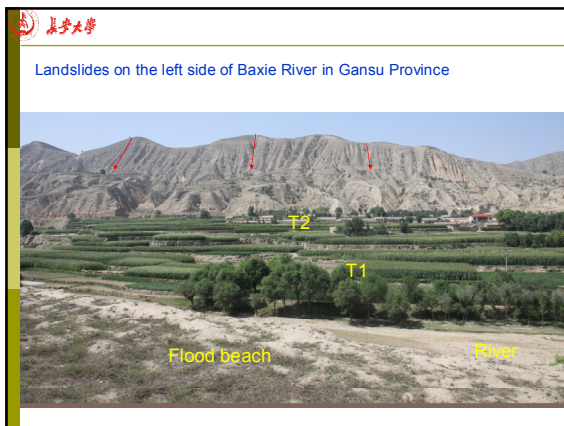 长安大学
Landslides on the left side of Baxie River in Gansu Province
T2
T1
Flood beach
River